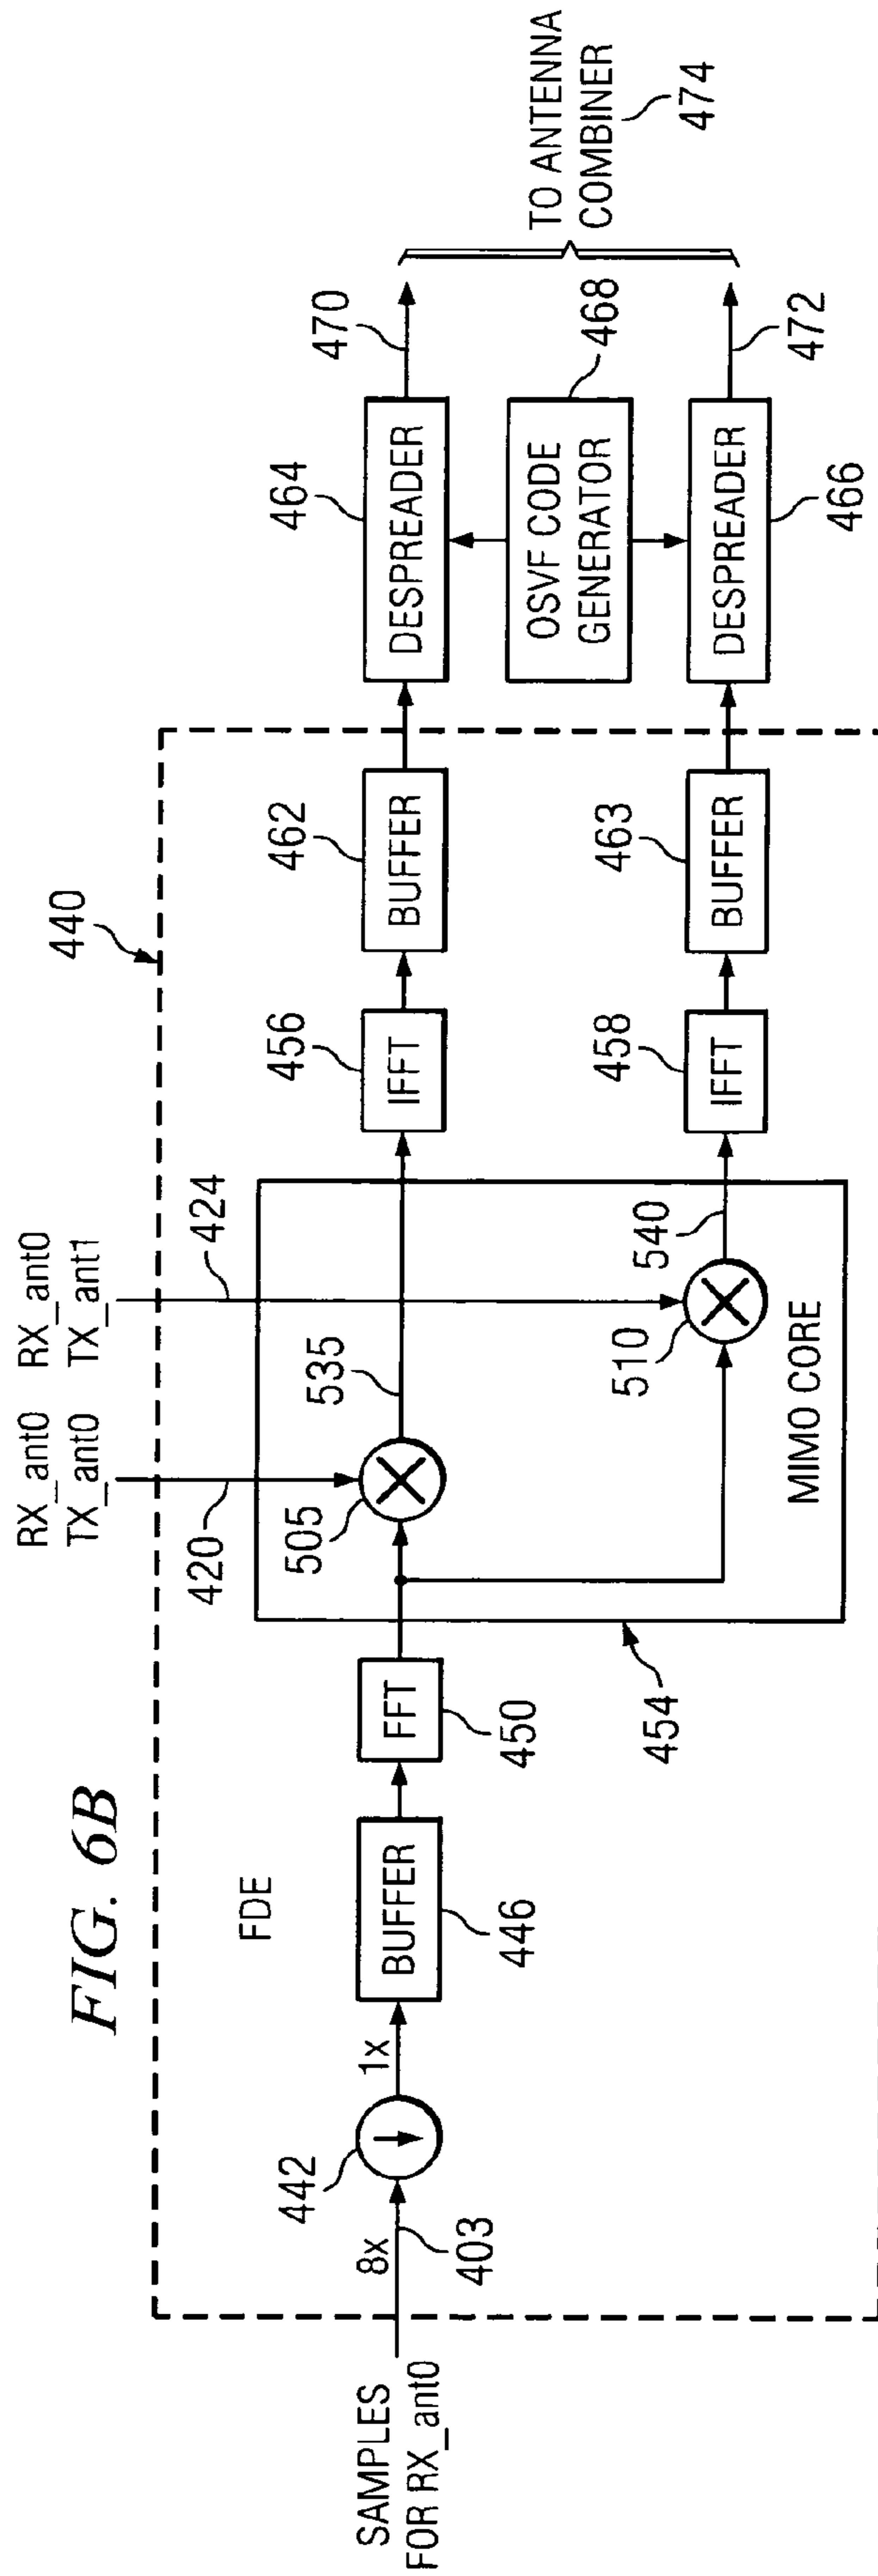 FIG. 6B
RX_ant0
TX_ant0
RX_ant0
TX_ant1
440
420
424
FDE
SAMPLES
FOR RX_ant0
8x
403
442
1x
BUFFER
446
FFT
450
454
505
535
510
540
MIMO CORE
456
IFFT
462
BUFFER
458
IFFT
463
BUFFER
464
DESPREADER
470
OSVF CODE
GENERATOR
468
DESPREADER
466
472
TO ANTENNA
COMBINER
474